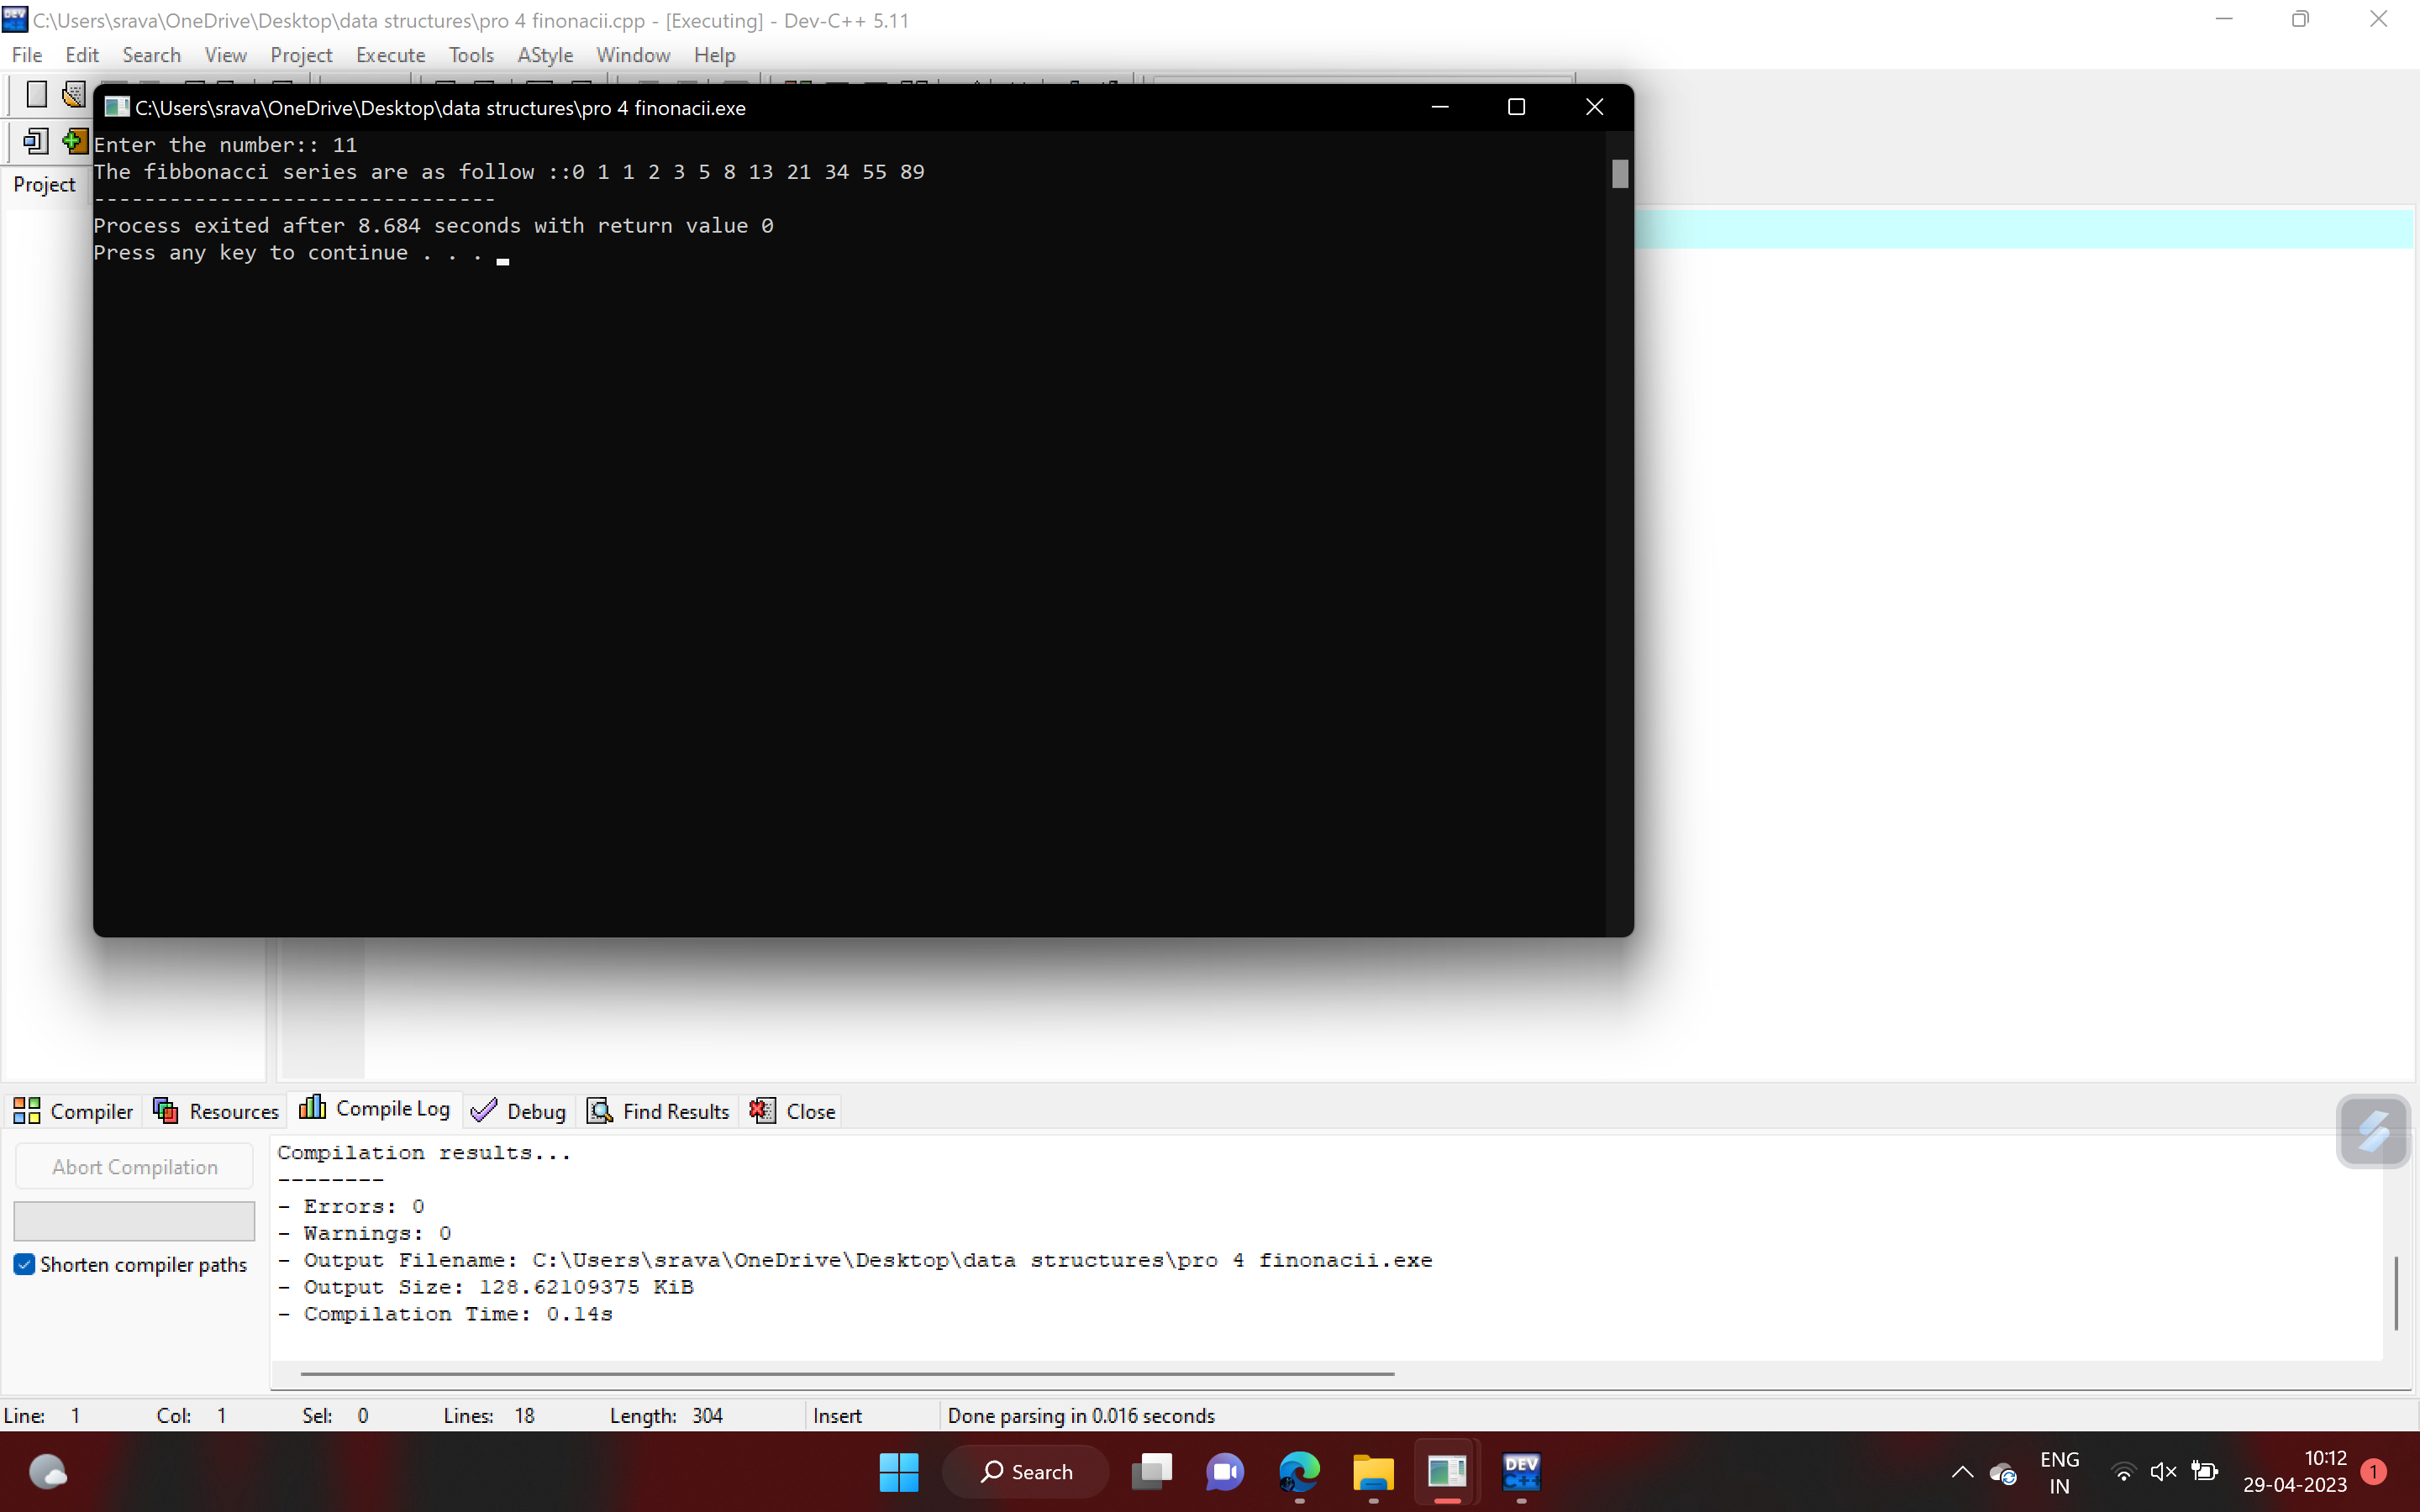 C:\Users\srava\OneDrive\Desktop\data structures\pro 4 finonacii.cpp - [Executing] - Dev-C++ 5.11
File Edit Search View Project Execute Tools AStyle Window Help
C:\Users\srava\OneDrive\Desktop\data structures\pro 4 finonacii.exe
Enter the number:: 11
The fibbonacci series are as follow ::0 1 1 2 3 5 8 13 21 34 55 89
--------------------------------
Process exited after 8.684 seconds with return value 0
Press any key to continue . . .
Project
Compiler Resources Compile Log Debug Find Results Close
Abort Compilation
Shorten compiler paths
Compilation results...
--------
- Errors: 0
- Warnings: 0
- Output Filename: C:\Users\srava\OneDrive\Desktop\data structures\pro 4 finonacii.exe
- Output Size: 128.62109375 KiB
- Compilation Time: 0.14s
Line: 1 Col: 1 Sel: 0 Lines: 18 Length: 304 Insert Done parsing in 0.016 seconds
Search
DEV C++
ENG
IN
10:12
29-04-2023
1